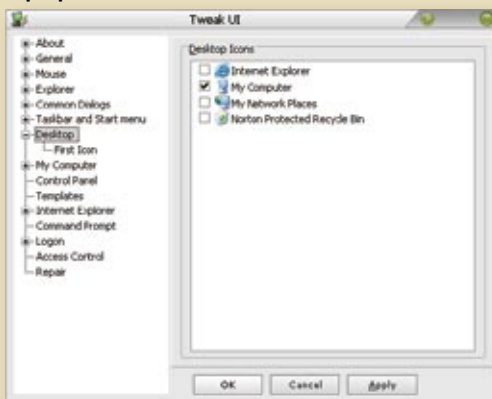 Tweak UI
About
General
Mouse
Explorer
Common Dialogs
Taskbar and Start menu
Desktop
First Icon
My Computer
Control Panel
Templates
Internet Explorer
Command Prompt
Logon
Access Control
Repair
Desktop Icons
Internet Explorer
My Computer
My Network Places
Norton Protected Recycle Bin
OK
Cancel
Apply